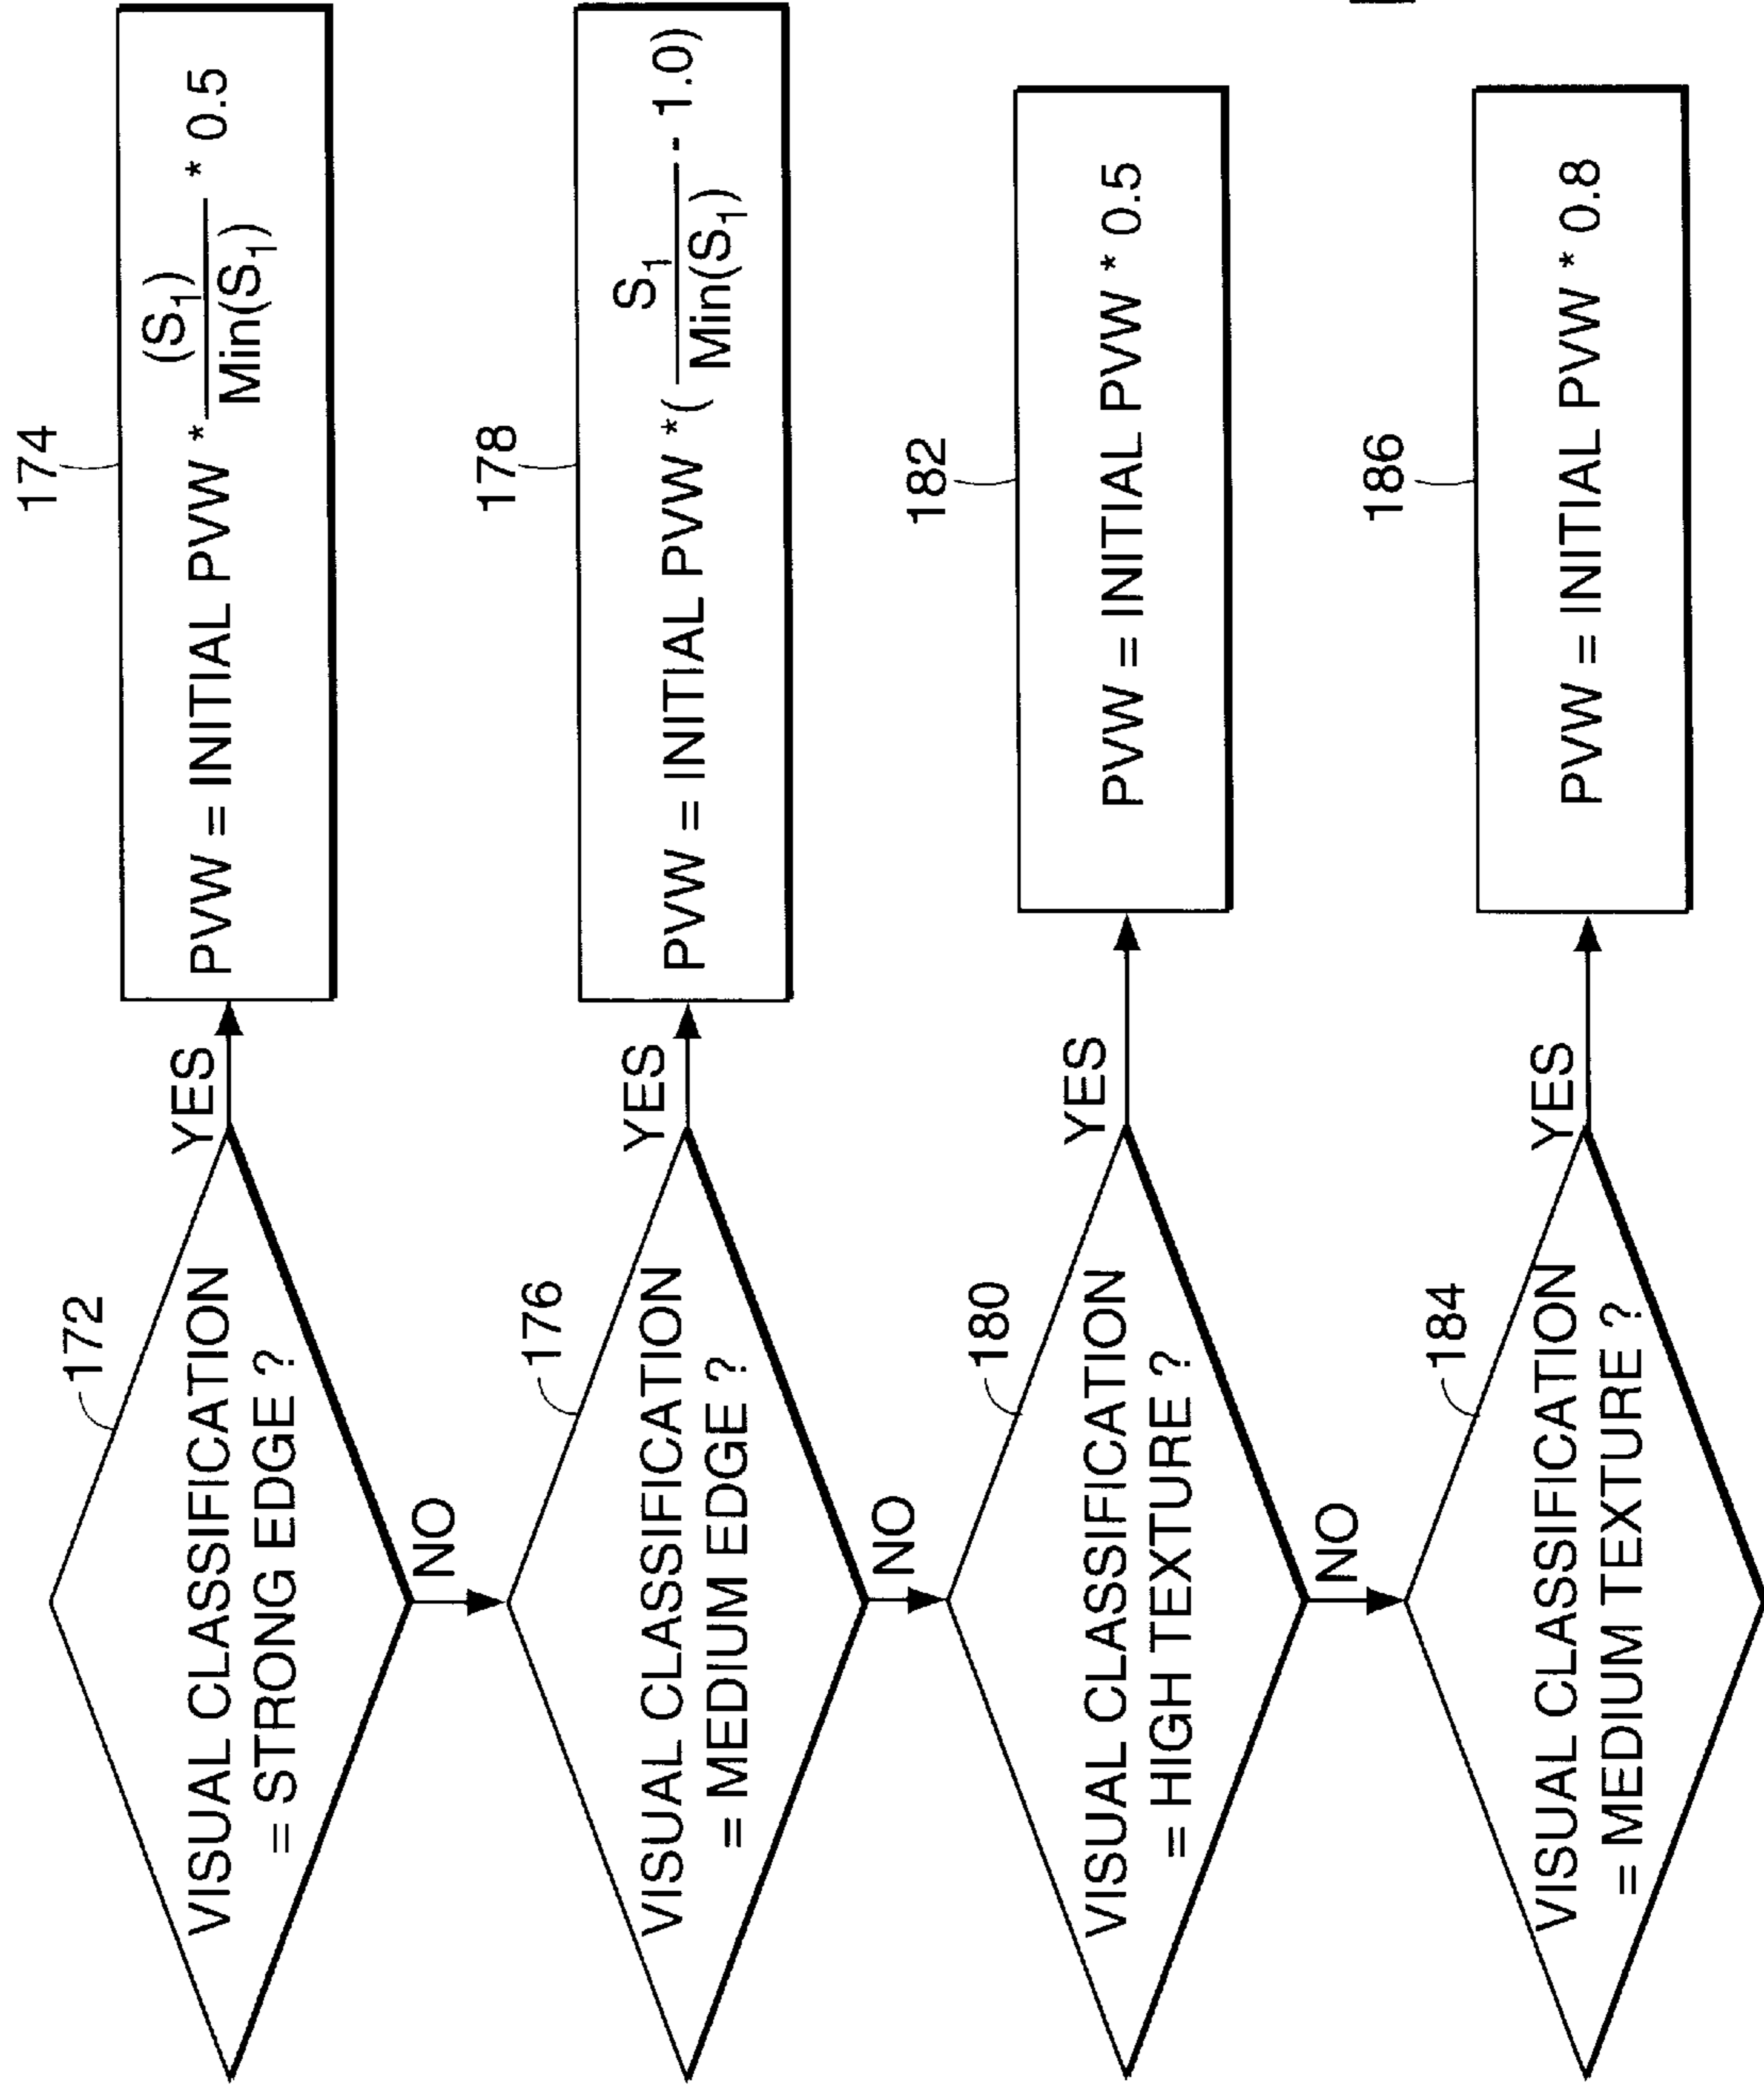 172
VISUAL CLASSIFICATION
= STRONG EDGE ?
YES
NO
174
PVW = INITIAL PVW * (S₁) / Min(S₁) * 0.5
176
VISUAL CLASSIFICATION
= MEDIUM EDGE ?
YES
NO
178
PVW = INITIAL PVW *( S₁ / Min(S₁) - 1.0)
180
VISUAL CLASSIFICATION
= HIGH TEXTURE ?
YES
NO
182
PVW = INITIAL PVW * 0.5
184
VISUAL CLASSIFICATION
= MEDIUM TEXTURE ?
YES
186
PVW = INITIAL PVW * 0.8